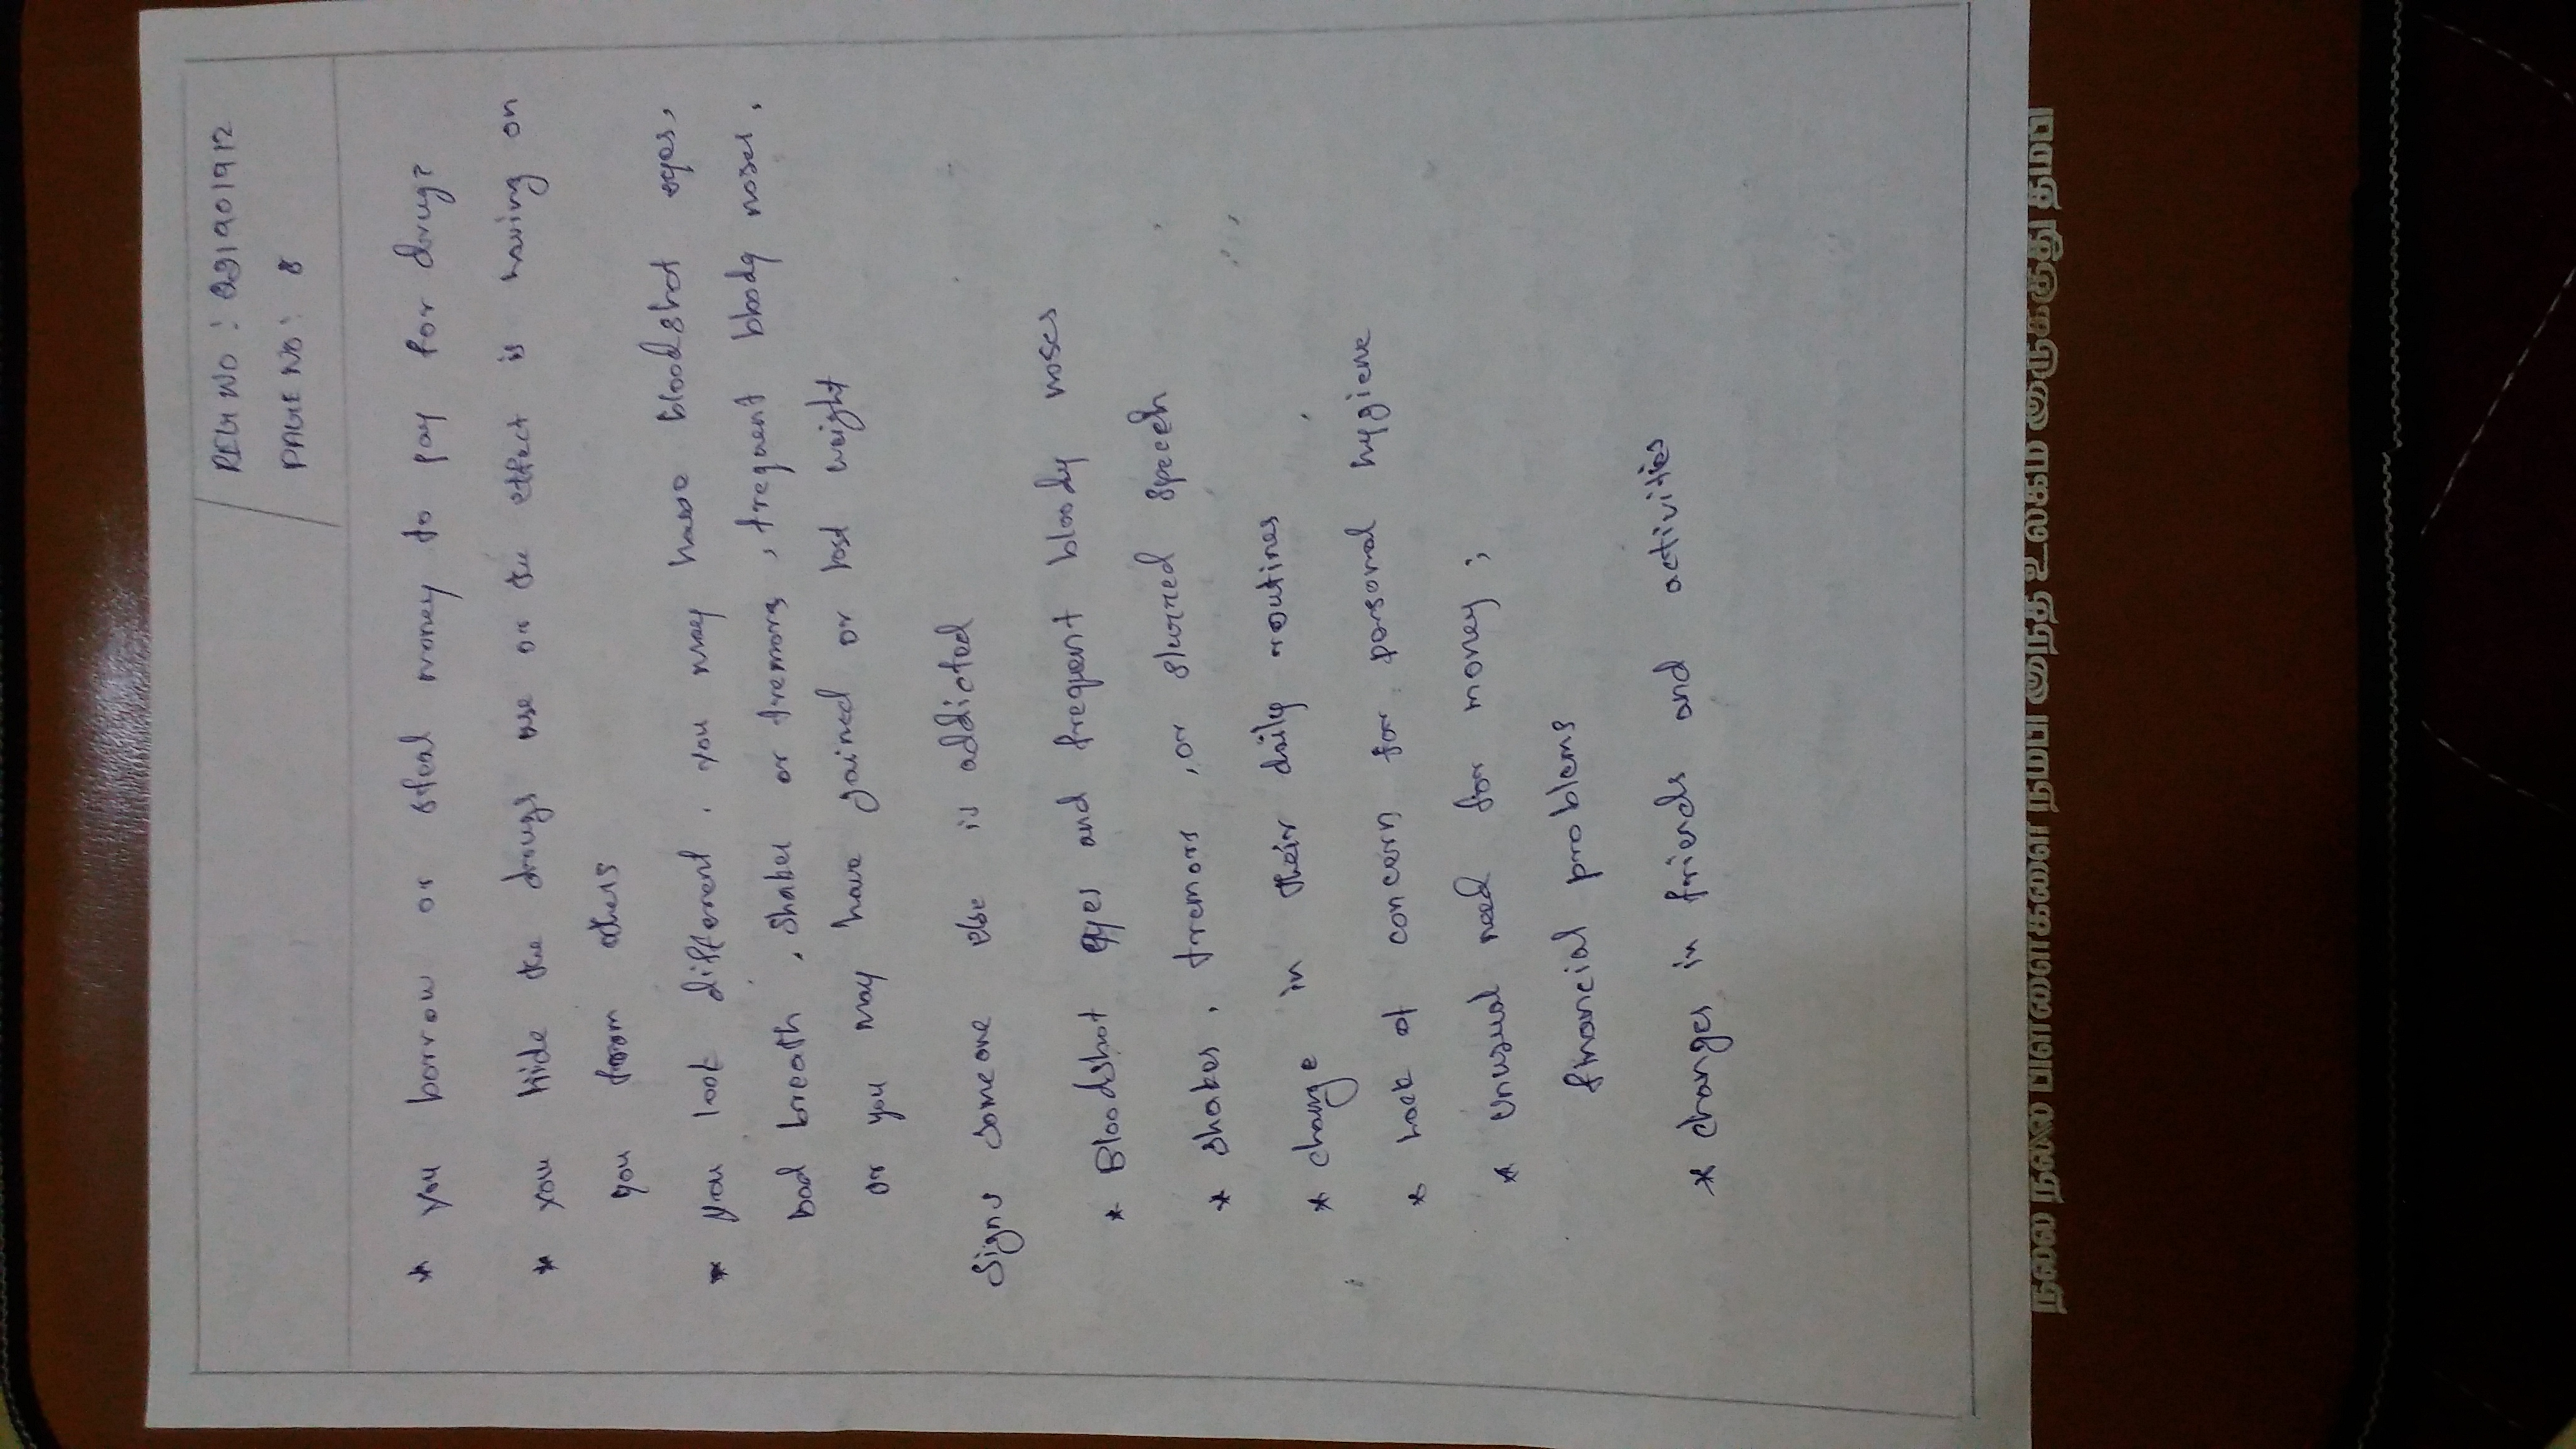 REG NO : 221901912
PAGE NO : 8
* You borrow or steal money to pay for drugs
* You hide the drugs use or the effect is having on
you from others
* You look different. You may have bloodshot eyes,
bad breath, shakes or tremors, frequent bloody noses,
or you may have gained or lost weight
Signs someone else is addicted
* Bloodshot eyes and frequent bloody noses
* shakes, tremors, or slurred speech
* change in their daily routines
* Lack of concern for personal hygiene
* Unusual need for money ;
financial problems
* changes in friends and activities
நல்ல நல்ல பிள்ளைகளை நம்பி இந்த உலகம் இருக்குது தம்பி